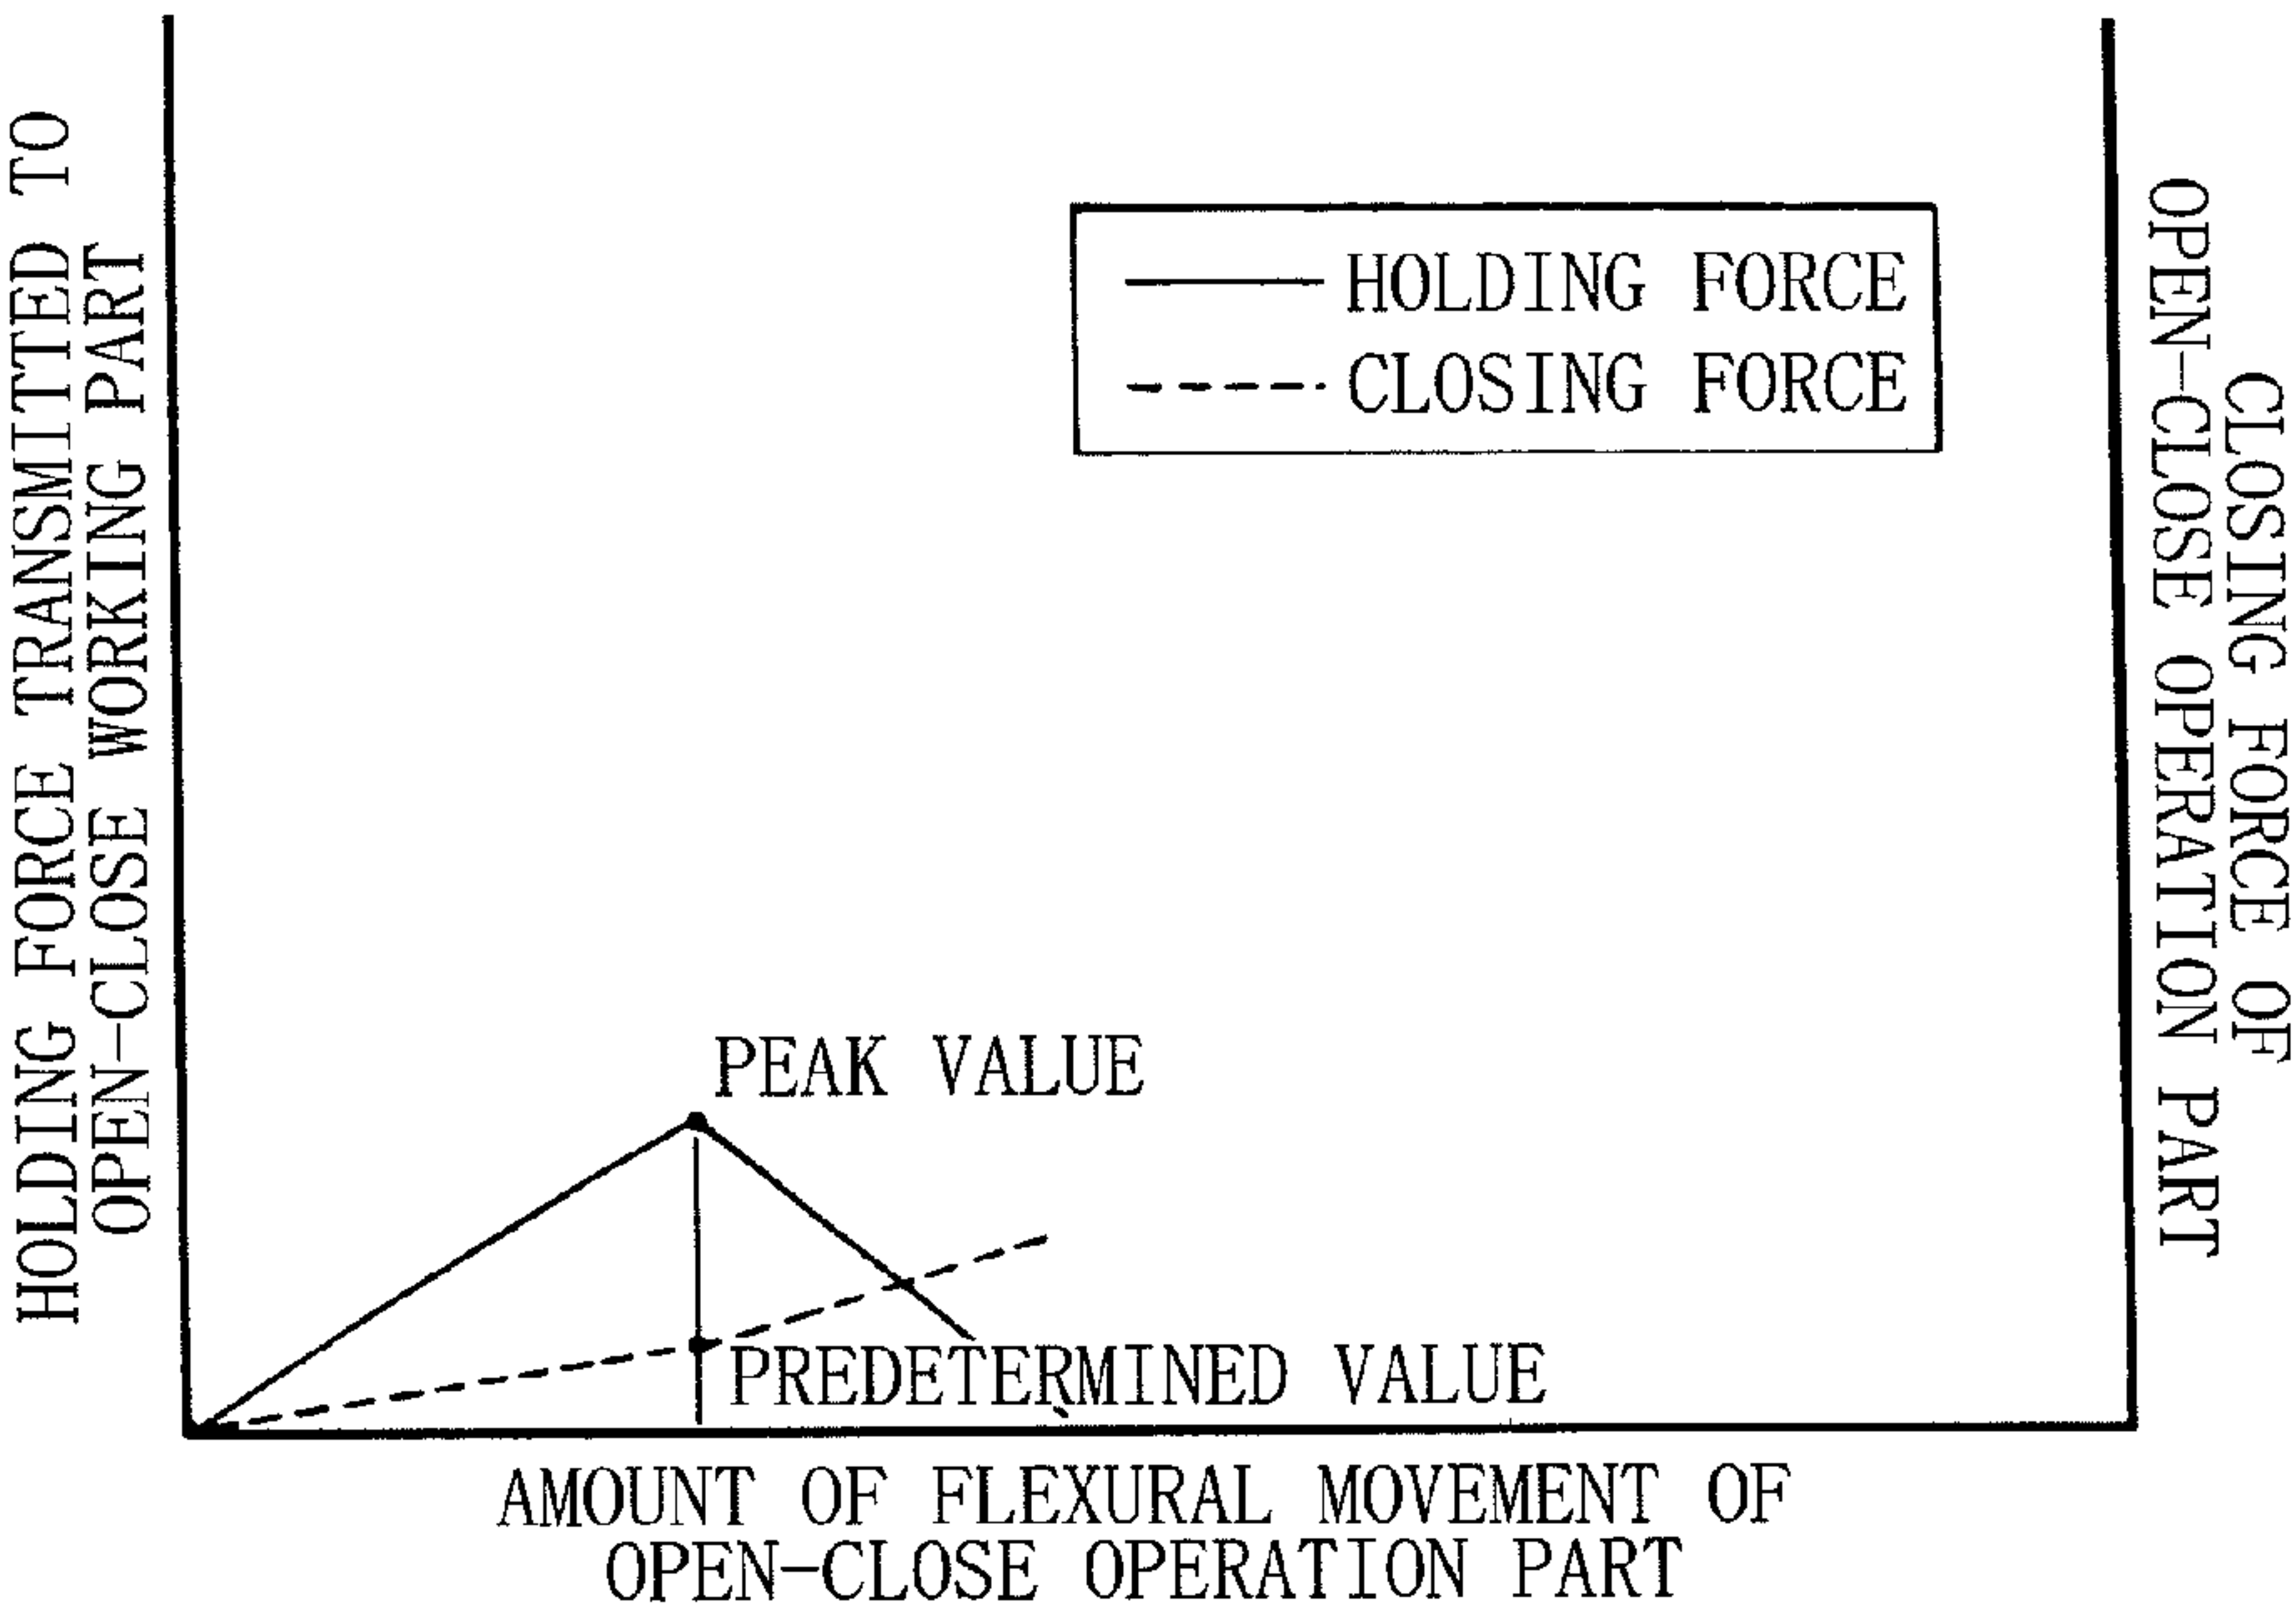 HOLDING FORCE TRANSMITTED TO
OPEN-CLOSE WORKING PART
HOLDING FORCE
CLOSING FORCE
CLOSING FORCE OF
OPEN-CLOSE OPERATION PART
PEAK VALUE
PREDETERMINED VALUE
AMOUNT OF FLEXURAL MOVEMENT OF
OPEN-CLOSE OPERATION PART